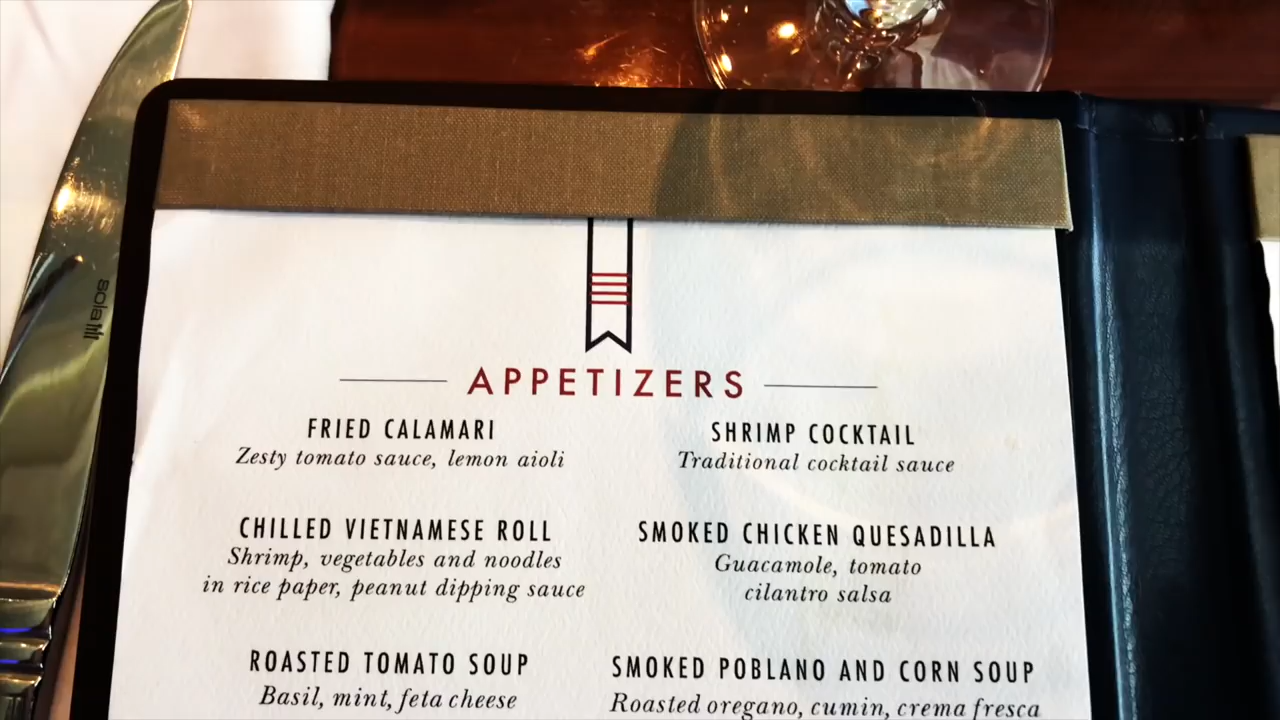 sola
APPETIZERS
FRIED CALAMARI
Zesty tomato sauce, lemon aioli
SHRIMP COCKTAIL
Traditional cocktail sauce
CHILLED VIETNAMESE ROLL
Shrimp, vegetables and noodles
in rice paper, peanut dipping sauce
SMOKED CHICKEN QUESADILLA
Guacamole, tomato
cilantro salsa
ROASTED TOMATO SOUP
Basil, mint, feta cheese
SMOKED POBLANO AND CORN SOUP
Roasted oregano, cumin, crema fresca